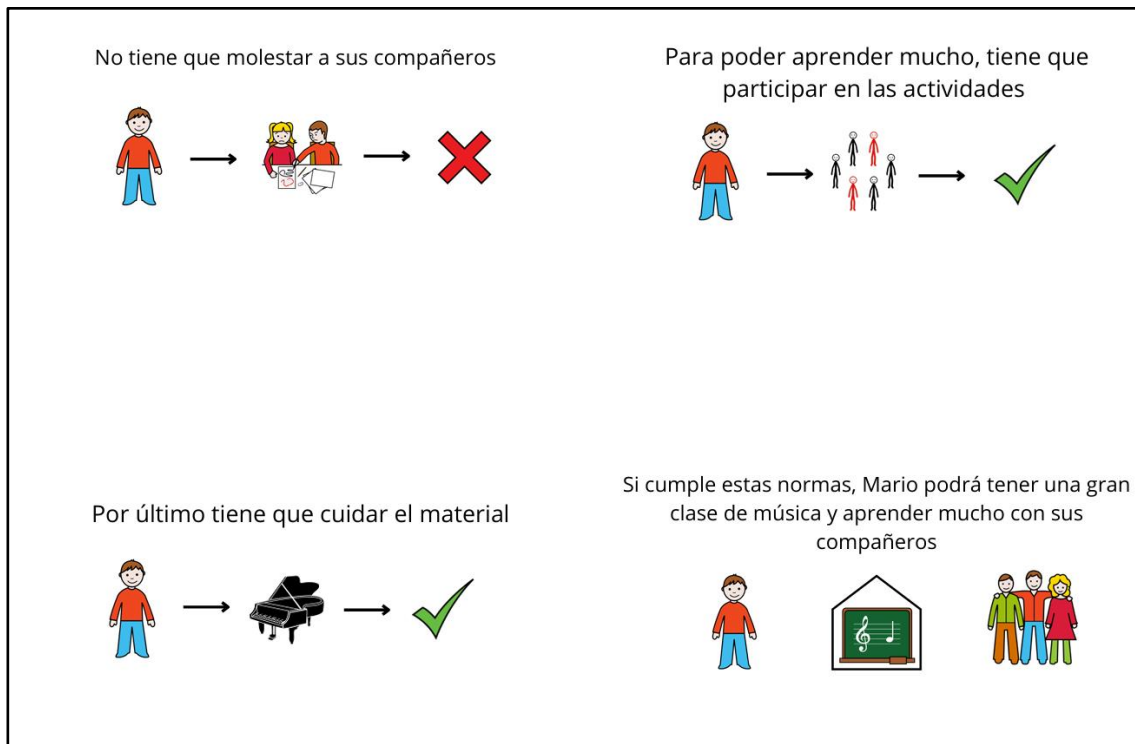 No tiene que molestar a sus compañeros
Para poder aprender mucho, tiene que
participar en las actividades
Por último tiene que cuidar el material
Si cumple estas normas, Mario podrá tener una gran
clase de música y aprender mucho con sus
compañeros